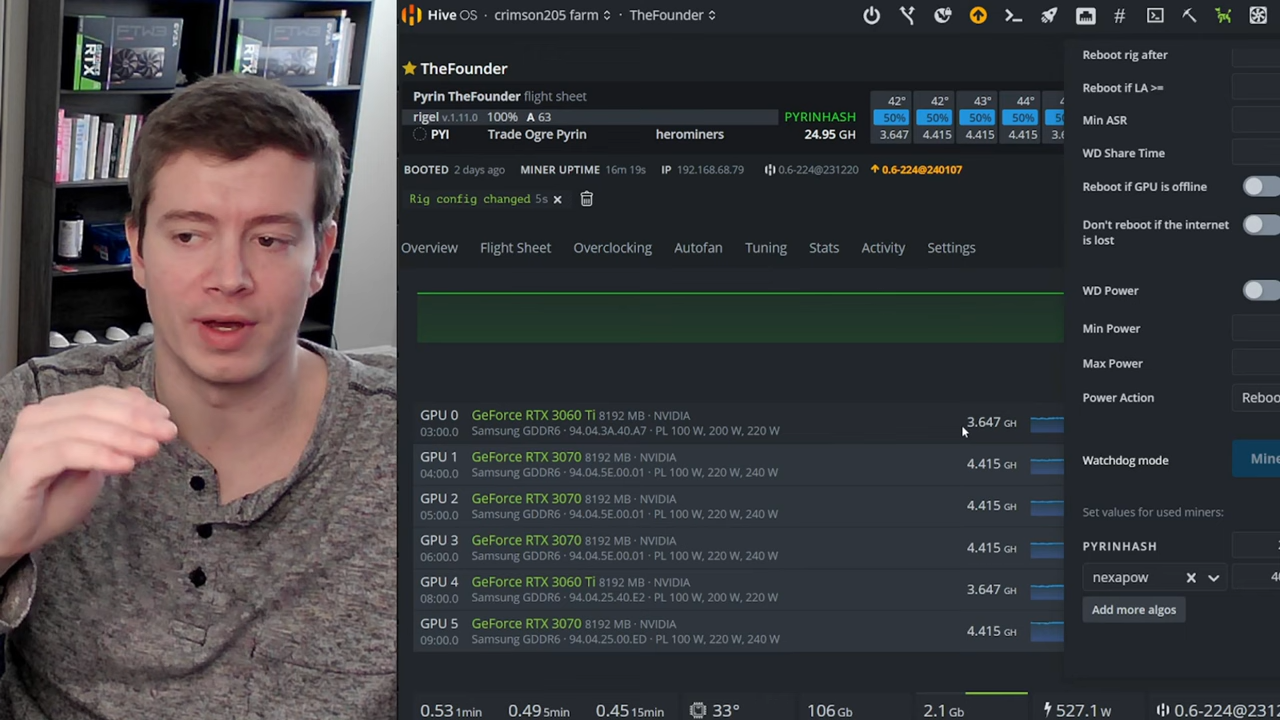 FTW3
EVGA
RTX
RTX
Hive OS · crimson205 farm · TheFounder
TheFounder
Pyrin TheFounder flight sheet
rigel v.1.11.0 100% A 63 PYRINHASH
PYI Trade Ogre Pyrin herominers 24.95 GH
42° 42° 43° 44° 4
50% 50% 50% 50% 50
3.647 4.415 4.415 4.415 3.6
BOOTED 2 days ago MINER UPTIME 16m 19s IP 192.168.68.79 0.6-224@231220 0.6-224@240107
Rig config changed 5s ×
Overview Flight Sheet Overclocking Autofan Tuning Stats Activity Settings
GPU 0 GeForce RTX 3060 Ti 8192 MB · NVIDIA
03:00.0 Samsung GDDR6 · 94.04.3A.40.A7 · PL 100 W, 200 W, 220 W
3.647 GH
GPU 1 GeForce RTX 3070 8192 MB · NVIDIA
04:00.0 Samsung GDDR6 · 94.04.5E.00.01 · PL 100 W, 220 W, 240 W
4.415 GH
GPU 2 GeForce RTX 3070 8192 MB · NVIDIA
05:00.0 Samsung GDDR6 · 94.04.5E.00.01 · PL 100 W, 220 W, 240 W
4.415 GH
GPU 3 GeForce RTX 3070 8192 MB · NVIDIA
06:00.0 Samsung GDDR6 · 94.04.5E.00.01 · PL 100 W, 220 W, 240 W
4.415 GH
GPU 4 GeForce RTX 3060 Ti 8192 MB · NVIDIA
08:00.0 Samsung GDDR6 · 94.04.25.40.E2 · PL 100 W, 200 W, 220 W
3.647 GH
GPU 5 GeForce RTX 3070 8192 MB · NVIDIA
09:00.0 Samsung GDDR6 · 94.04.25.00.ED · PL 100 W, 220 W, 240 W
4.415 GH
0.53 1min 0.49 5min 0.45 15min 33° 106 Gb 2.1 Gb 527.1 W 0.6-224@231
Reboot rig after
Reboot if LA >=
Min ASR
WD Share Time
Reboot if GPU is offline
Don't reboot if the internet
is lost
WD Power
Min Power
Max Power
Power Action Reboo
Watchdog mode Mine
Set values for used miners:
PYRINHASH
nexapow × 40
Add more algos